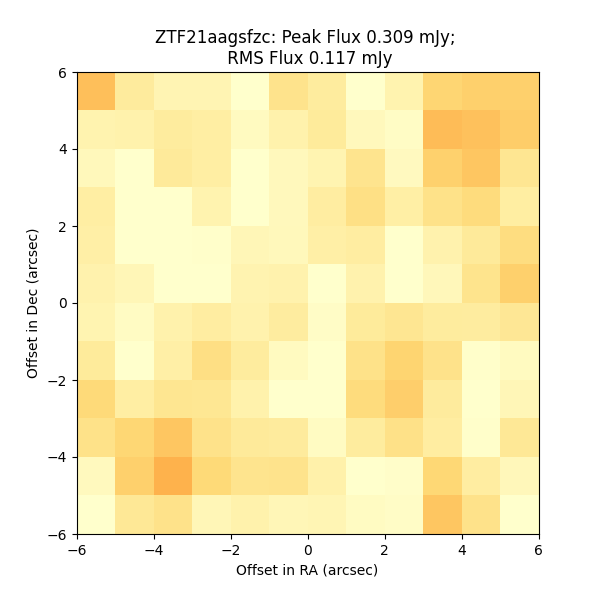 ZTF21aagsfzc: Peak Flux 0.309 mJy;
RMS Flux 0.117 mJy
6
4
2
0
−2
−4
−6
Offset in Dec (arcsec)
−6 −4 −2 0 2 4 6
Offset in RA (arcsec)